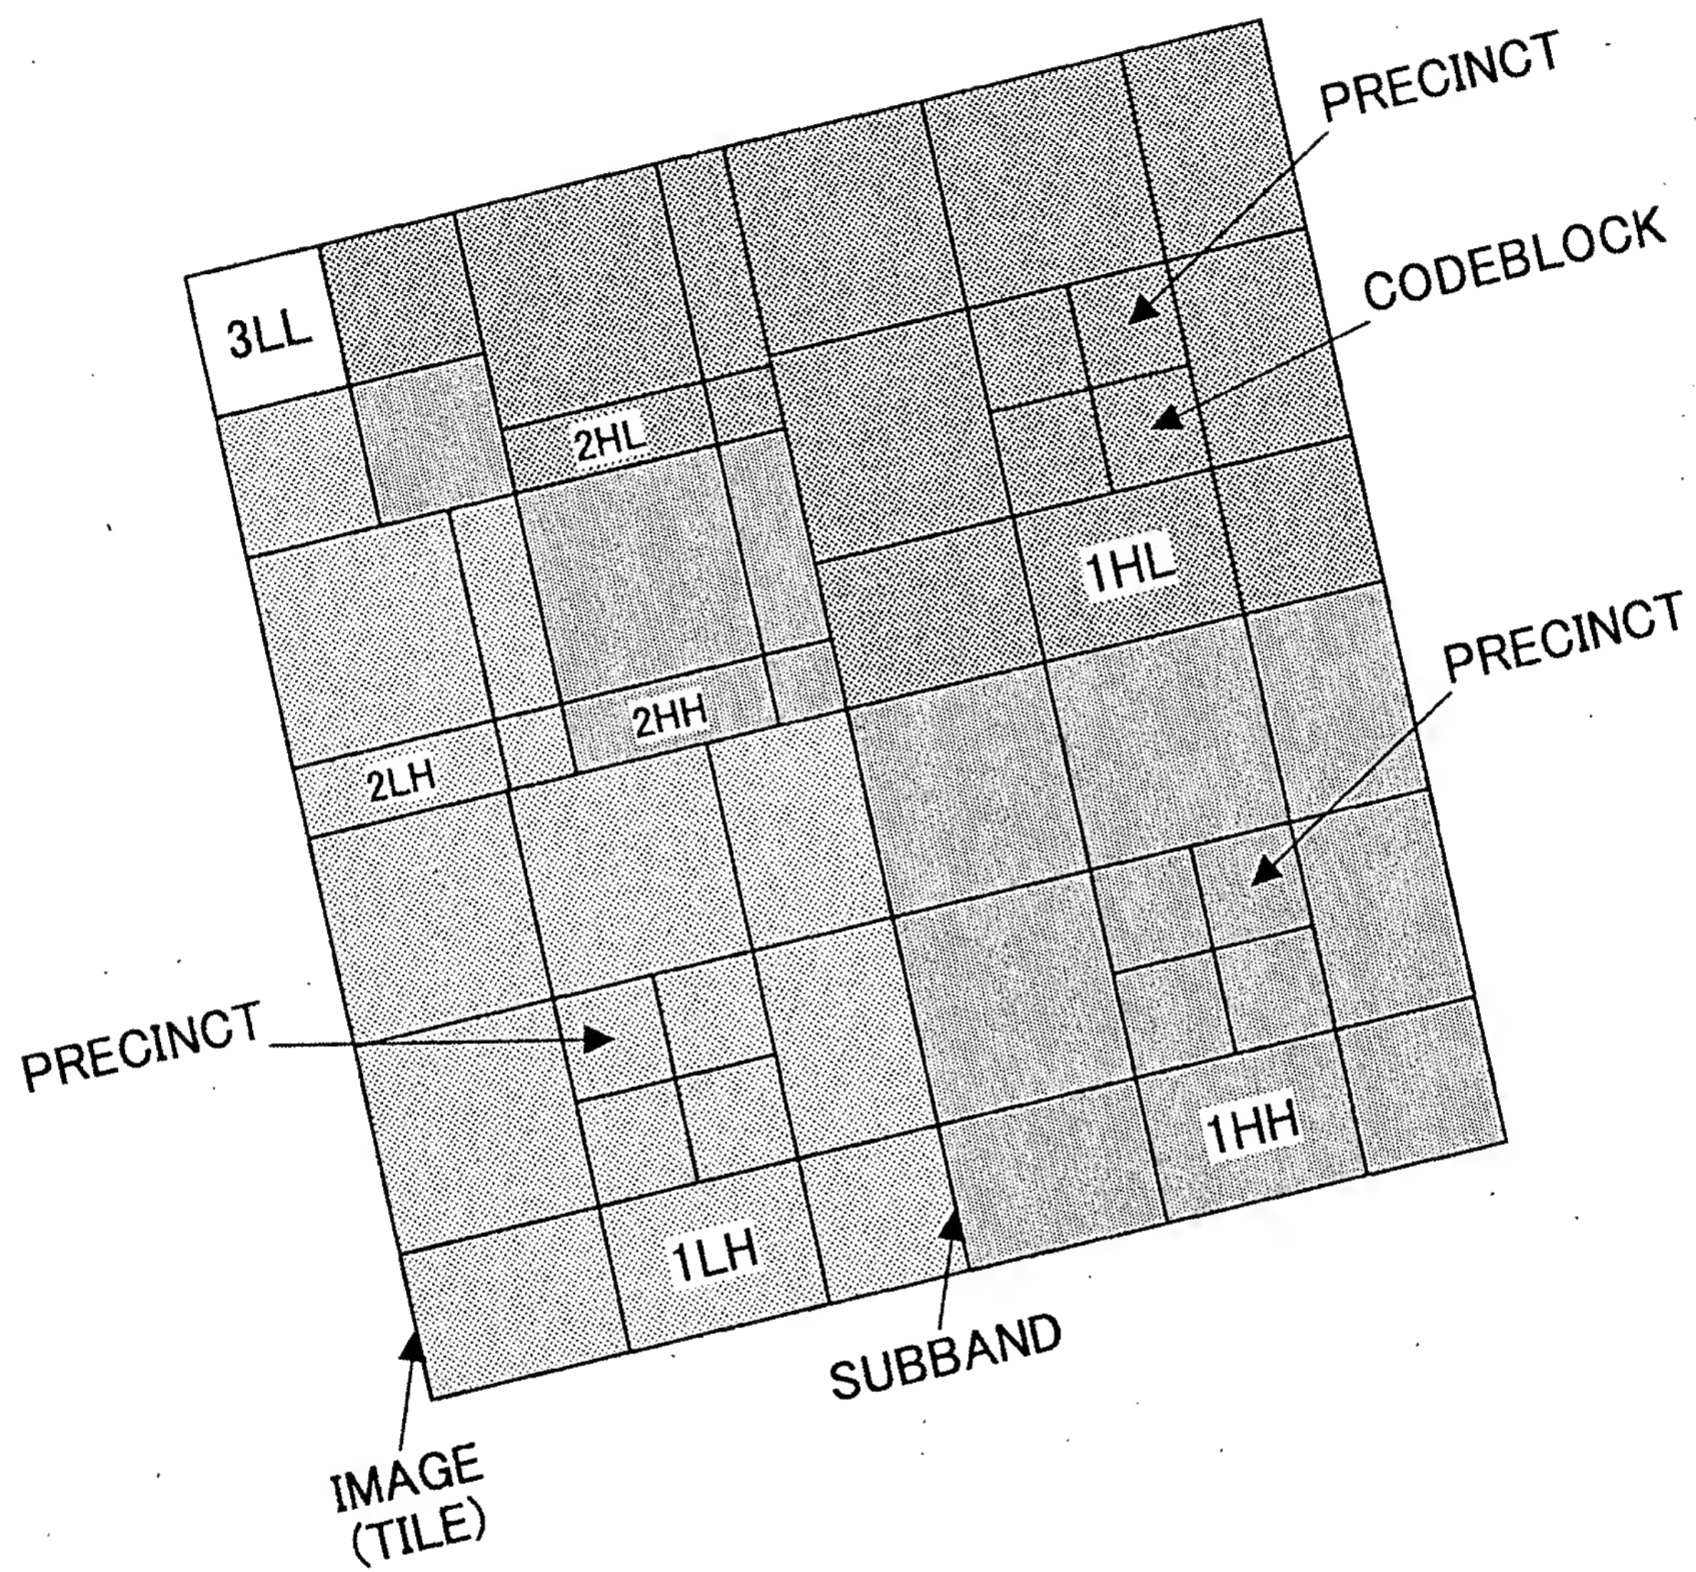 PRECINCT
CODEBLOCK
3LL
2HL
1HL
PRECINCT
2HH
2LH
PRECINCT
1HH
1LH
SUBBAND
IMAGE
(TILE)